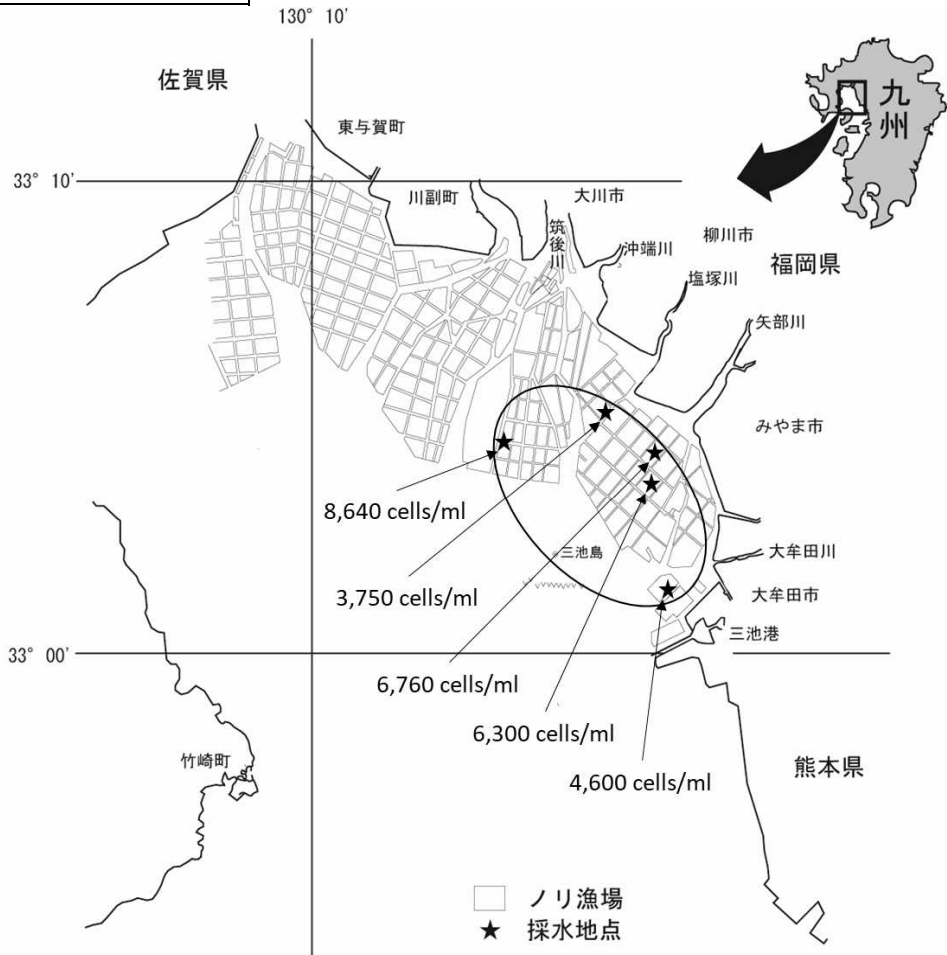 130° 10'
佐賀県
九州
東与賀町
33° 10'
川副町
大川市
筑後川
沖端川
柳川市
福岡県
塩塚川
矢部川
みやま市
8,640 cells/ml
三池島
大牟田川
3,750 cells/ml
大牟田市
三池港
33° 00'
6,760 cells/ml
6,300 cells/ml
竹崎町
4,600 cells/ml
熊本県
ノリ漁場
採水地点